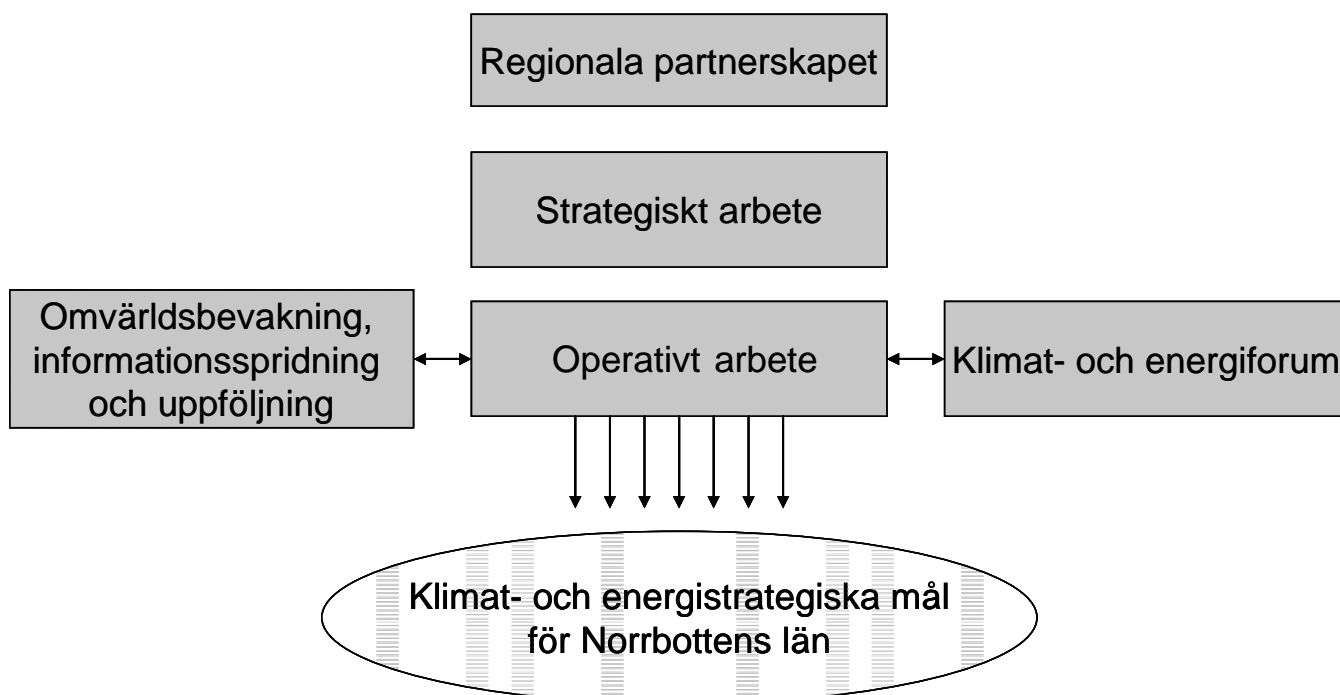 Regionala partnerskapet
Strategiskt arbete
Omvärldsbevakning,
informationsspridning
och uppföljning
Operativt arbete
Klimat- och energiforum
Klimat- och energistrategiska mål
för Norrbottens län